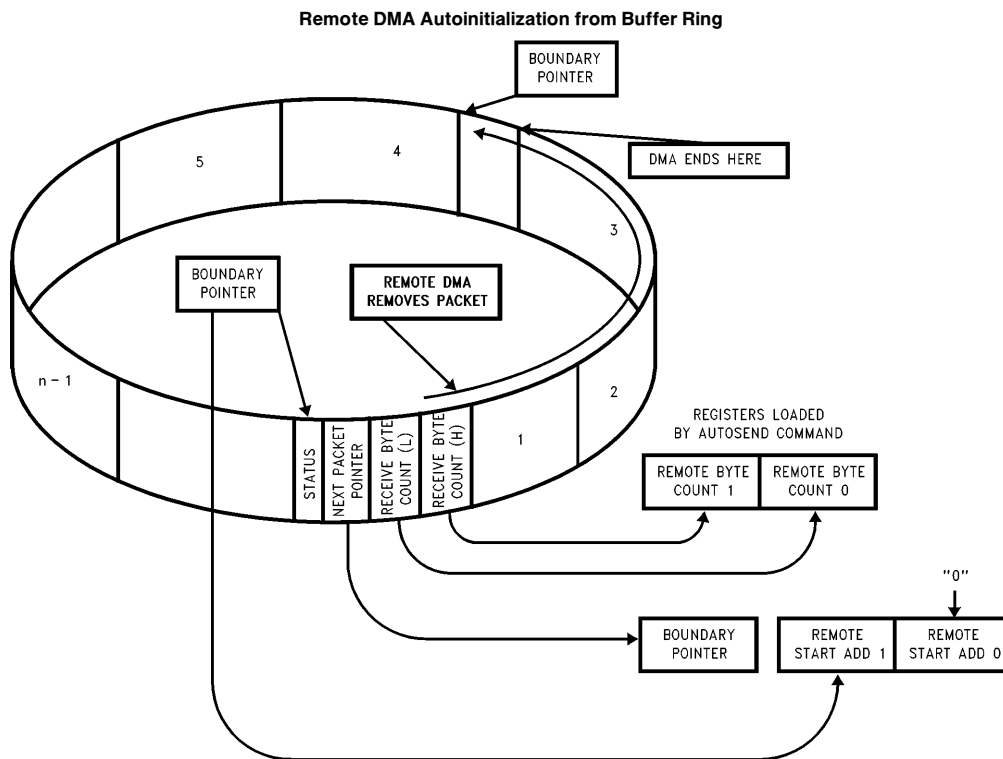 Remote DMA Autoinitialization from Buffer Ring
BOUNDARY
POINTER
DMA ENDS HERE
5
4
3
BOUNDARY
POINTER
REMOTE DMA
REMOVES PACKET
n - 1
2
1
STATUS
NEXT PACKET
POINTER
RECEIVE BYTE
COUNT (L)
RECEIVE BYTE
COUNT (H)
REGISTERS LOADED
BY AUTOSEND COMMAND
REMOTE BYTE
COUNT 1
REMOTE BYTE
COUNT 0
"0"
BOUNDARY
POINTER
REMOTE
START ADD 1
REMOTE
START ADD 0